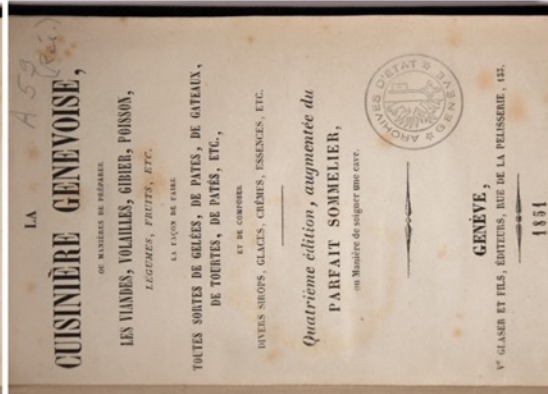 A 59
LA
CUISINIÈRE GENEVOISE,
OU MANIÈRES DE PRÉPARER
LES VIANDES, VOLAILLES, GIBIER, POISSON,
LÉGUMES, FRUITS, ETC.
LA FAÇON DE FAIRE
TOUTES SORTES DE GELÉES, DE PATES, DE GATEAUX,
DE TOURTES, DE PATÉS, ETC.,
ET DE COMPOSER
DIVERS SIROPS, GLACES, CRÊMES, ESSENCES, ETC.
Quatrième édition, augmentée du
PARFAIT SOMMELIER,
ou Manière de soigner une cave.
ARCHIVES D'ETAT
GENÈVE
GENÈVE,
Ve GLASER ET FILS, ÉDITEURS, RUE DE LA PELISSERIE, 133.
1851